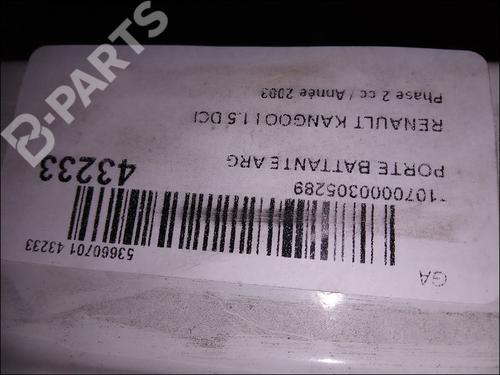 GA
53660701 43233
*1070000305289
43233
PORTE BATTANTE ARG
RENAULT KANGOO I 1.5 DCI
Phase 2 cc / Année 2003
B-PARTS